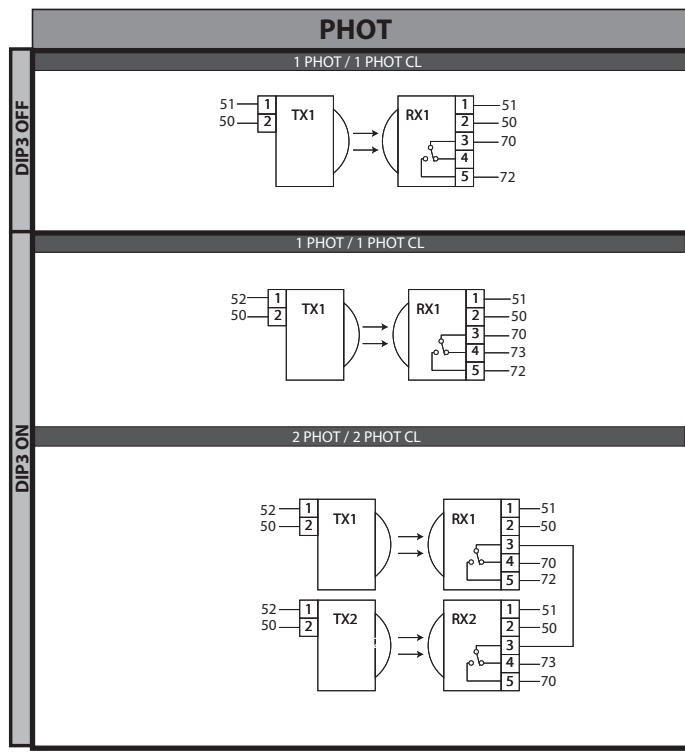 PHOT
DIP3 OFF
1 PHOT / 1 PHOT CL
51 1 TX1 RX1 1 51
50 2 2 50
3 70
4
5 72
DIP3 ON
1 PHOT / 1 PHOT CL
52 1 TX1 RX1 1 51
50 2 2 50
3 70
4 73
5 72
2 PHOT / 2 PHOT CL
52 1 TX1 RX1 1 51
50 2 2 50
3
4 70
5 72
52 1 TX2 RX2 1 51
50 2 2 50
3
4 73
5 70